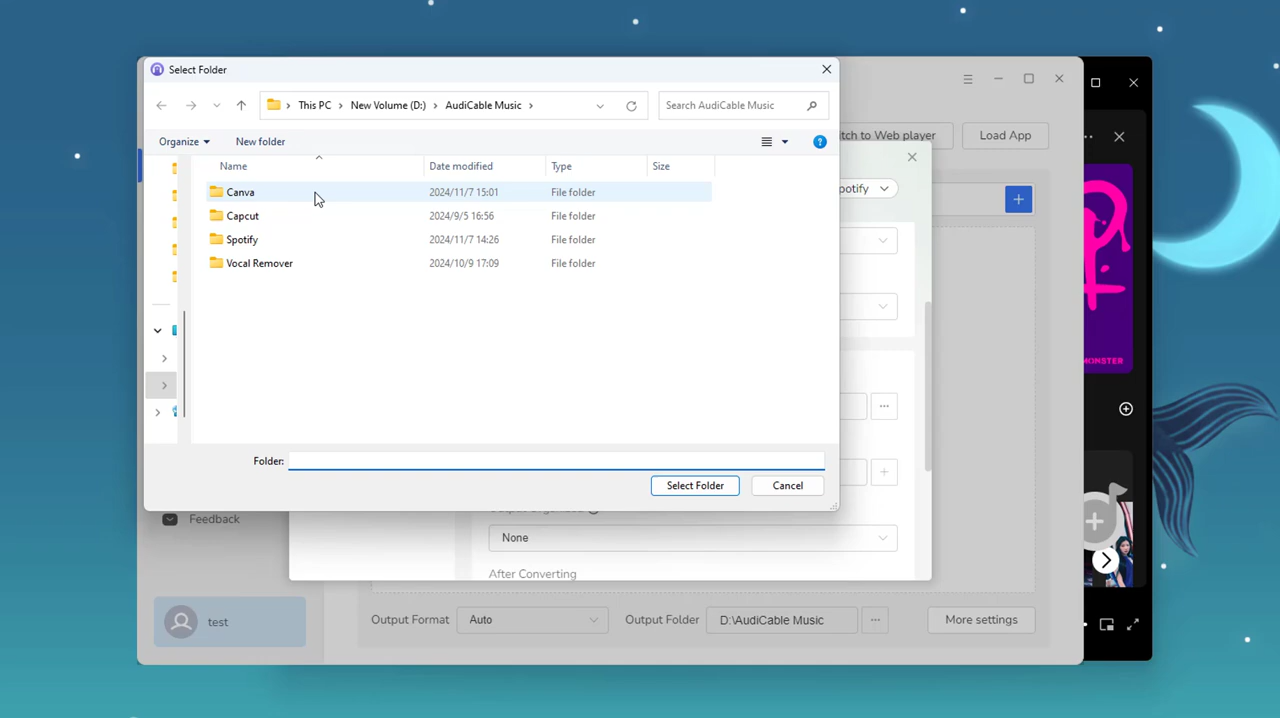 Select Folder
This PC > New Volume (D:) > AudiCable Music >
Search AudiCable Music
Organize
New folder
Name
Date modified
Type
Size
Canva
2024/11/7 15:01
File folder
Capcut
2024/9/5 16:56
File folder
Spotify
2024/11/7 14:26
File folder
Vocal Remover
2024/10/9 17:09
File folder
Folder:
Select Folder
Cancel
itch to Web player
Load App
potify
MONSTER
None
After Converting
Feedback
test
Output Format
Auto
Output Folder
D:\AudiCable Music
More settings